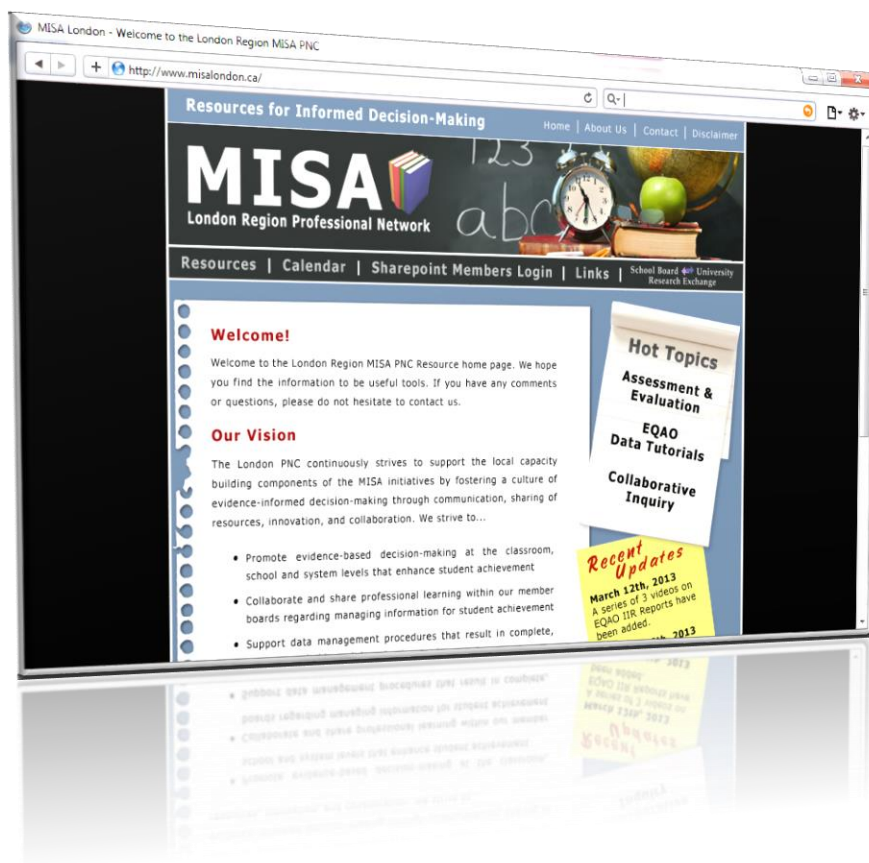 MISA London - Welcome to the London Region MISA PNC
http://www.misalondon.ca/
Resources for Informed Decision-Making
Home | About Us | Contact | Disclaimer
MISA
London Region Professional Network
123
abc
Resources | Calendar | Sharepoint Members Login | Links | School Board University
Research Exchange
Welcome!
Welcome to the London Region MISA PNC Resource home page. We hope
you find the information to be useful tools. If you have any comments
or questions, please do not hesitate to contact us.
Our Vision
The London PNC continuously strives to support the local capacity
building components of the MISA initiatives by fostering a culture of
evidence-informed decision-making through communication, sharing of
resources, innovation, and collaboration. We strive to...
• Promote evidence-based decision-making at the classroom,
school and system levels that enhance student achievement
• Collaborate and share professional learning within our member
boards regarding managing information for student achievement
• Support data management procedures that result in complete,
Hot Topics
Assessment &
Evaluation
EQAO
Data Tutorials
Collaborative
Inquiry
Recent
Updates
March 12th, 2013
A series of 3 videos on
EQAO IIR Reports have
been added.
2013